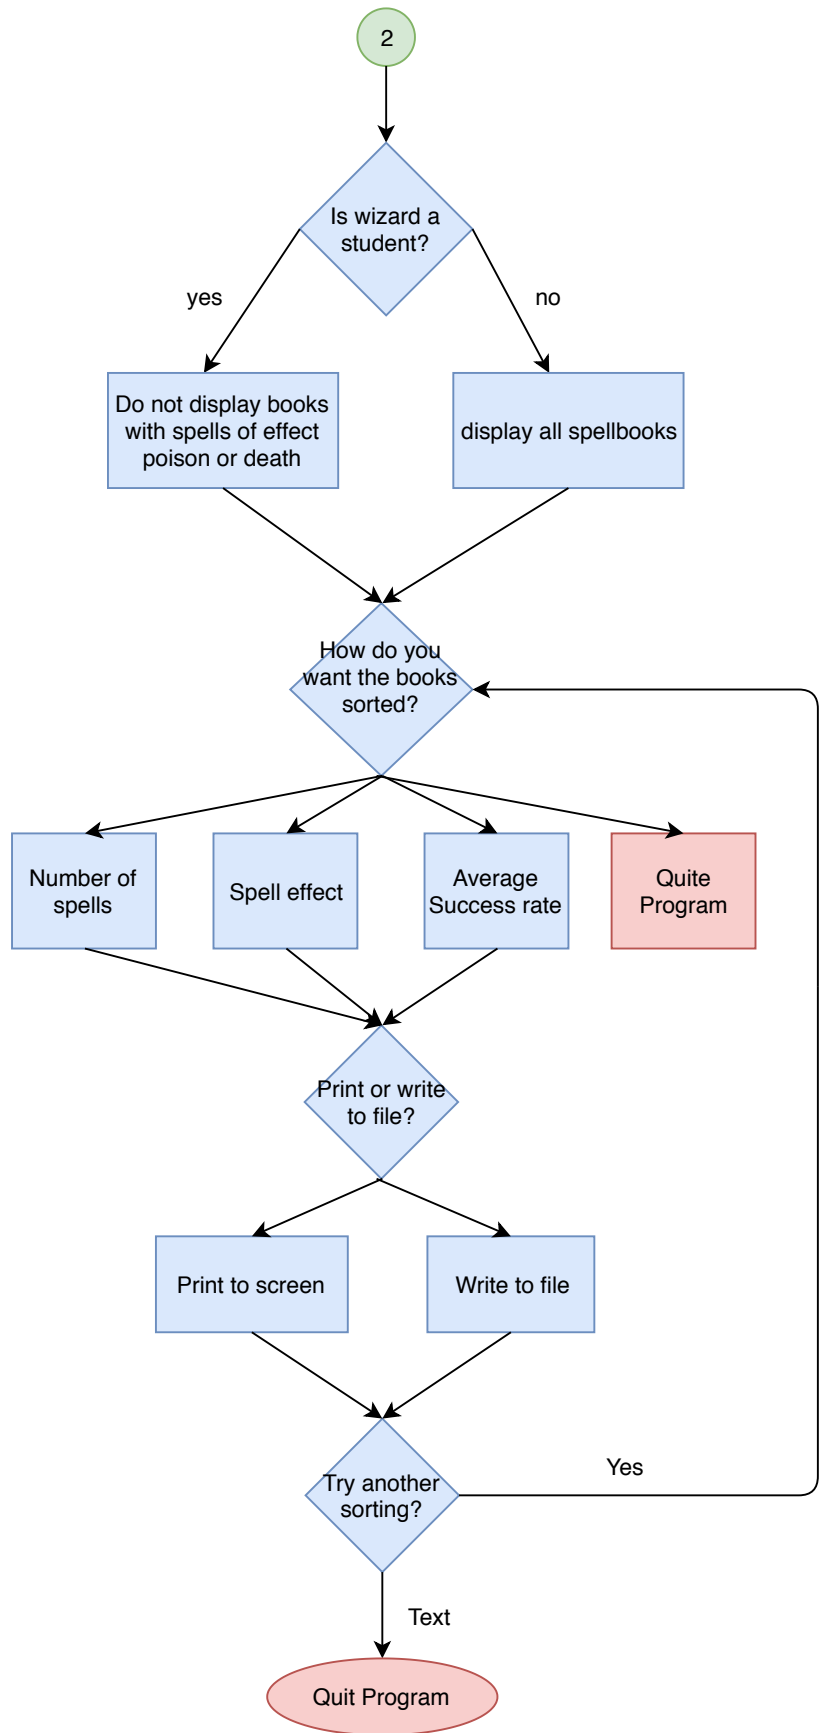 2
Is wizard a
student?
yes
no
Do not display books
with spells of effect
poison or death
display all spellbooks
How do you
want the books
sorted?
Number of
spells
Spell effect
Average
Success rate
Quite
Program
Print or write
to file?
Print to screen
Write to file
Try another
sorting?
Yes
Text
Quit Program